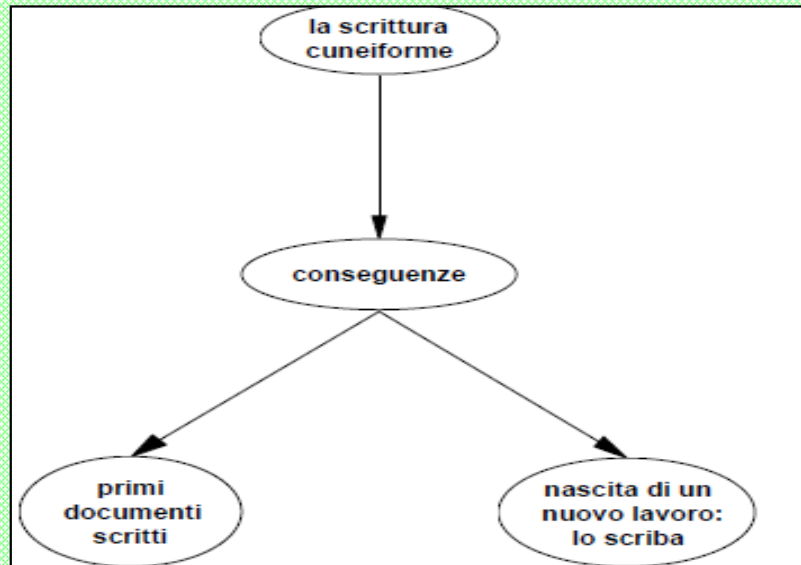 la scrittura
cuneiforme
conseguenze
primi
documenti
scritti
nascita di un
nuovo lavoro:
lo scriba